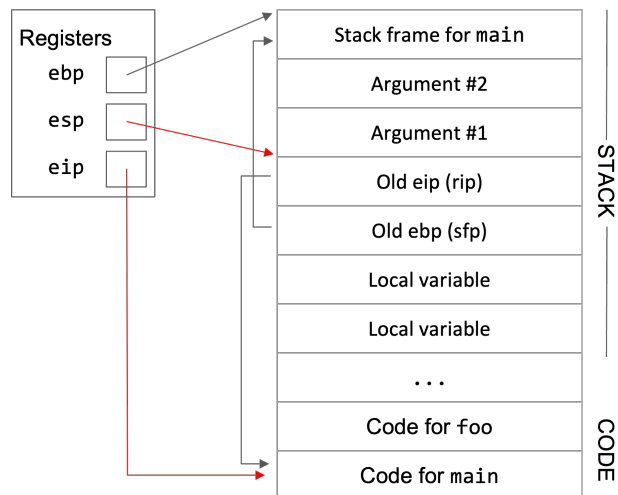 Registers
ebp
esp
eip
Stack frame for main
Argument #2
Argument #1
Old eip (rip)
Old ebp (sfp)
Local variable
Local variable
...
Code for foo
Code for main
STACK
CODE